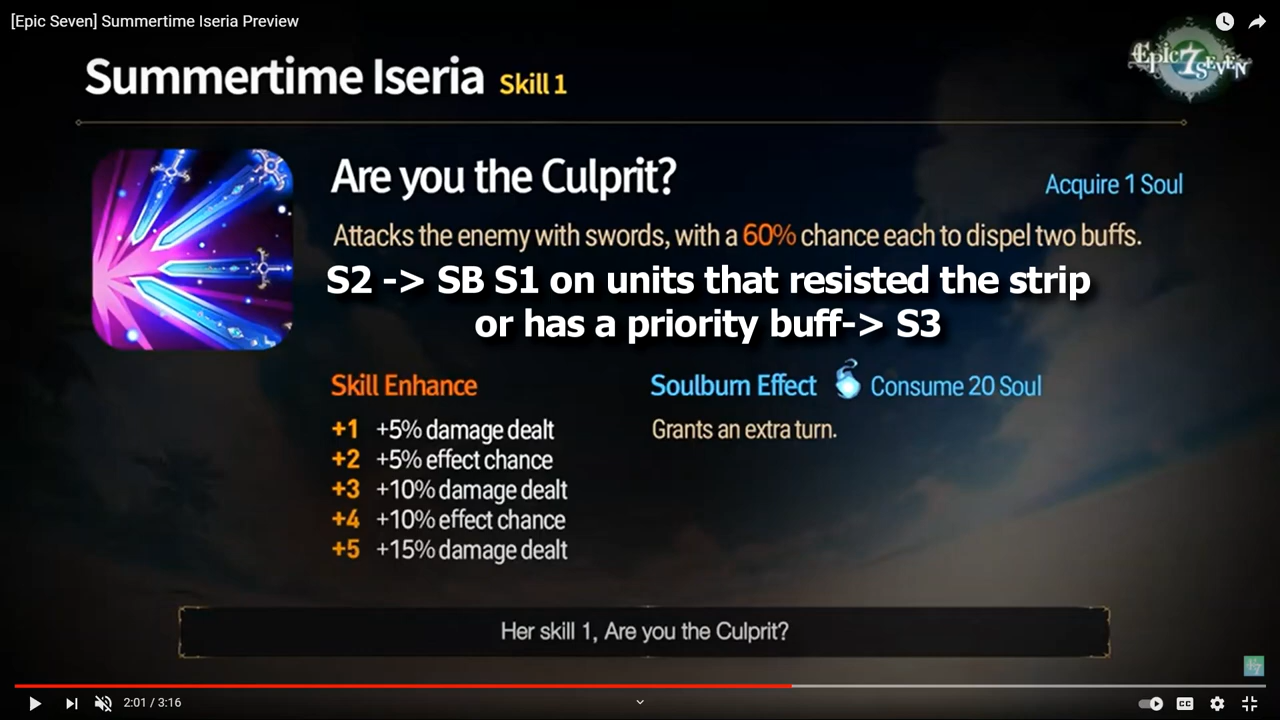 [Epic Seven] Summertime Iseria Preview
Epic 7 SEVEN
Summertime Iseria Skill 1
Are you the Culprit?
Acquire 1 Soul
Attacks the enemy with swords, with a 60% chance each to dispel two buffs.
S2 -> SB S1 on units that resisted the strip
or has a priority buff-> S3
Skill Enhance
+1 +5% damage dealt
+2 +5% effect chance
+3 +10% damage dealt
+4 +10% effect chance
+5 +15% damage dealt
Soulburn Effect Consume 20 Soul
Grants an extra turn.
Her skill 1, Are you the Culprit?
2:01 / 3:16
CC